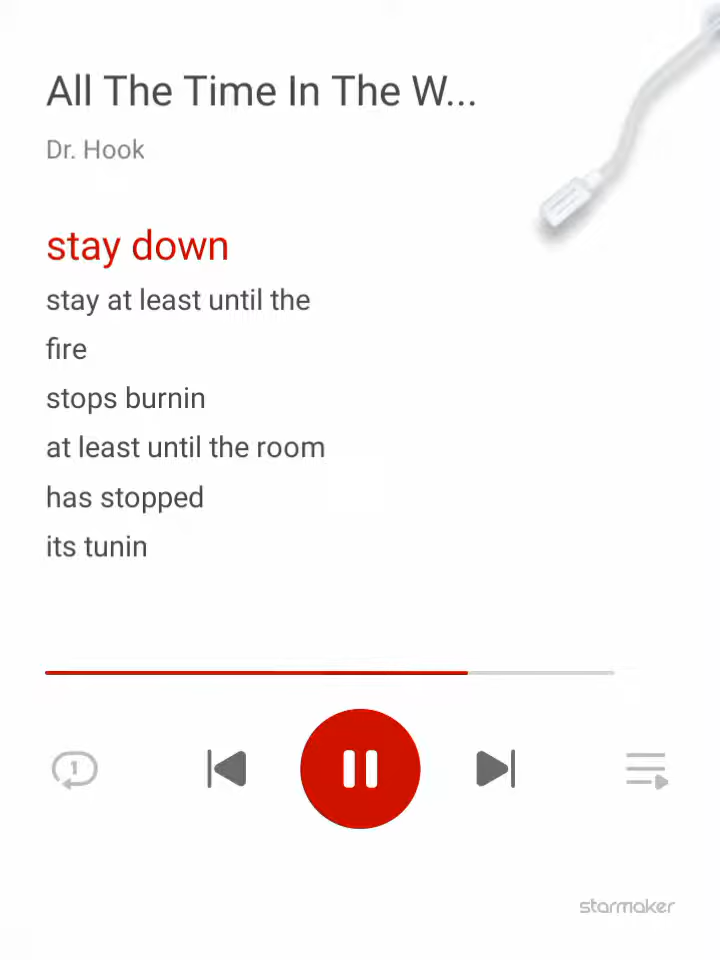 All The Time In The W...
Dr. Hook
stay down
stay at least until the
fire
stops burnin
at least until the room
has stopped
its tunin
1
starmaker